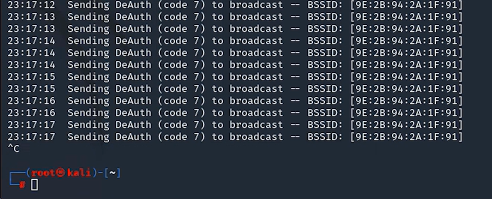 23:17:12 Sending DeAuth (code 7) to broadcast -- BSSID: [9E:2B:94:2A:1F:91]
23:17:13 Sending DeAuth (code 7) to broadcast -- BSSID: [9E:2B:94:2A:1F:91]
23:17:13 Sending DeAuth (code 7) to broadcast -- BSSID: [9E:2B:94:2A:1F:91]
23:17:14 Sending DeAuth (code 7) to broadcast -- BSSID: [9E:2B:94:2A:1F:91]
23:17:14 Sending DeAuth (code 7) to broadcast -- BSSID: [9E:2B:94:2A:1F:91]
23:17:14 Sending DeAuth (code 7) to broadcast -- BSSID: [9E:2B:94:2A:1F:91]
23:17:15 Sending DeAuth (code 7) to broadcast -- BSSID: [9E:2B:94:2A:1F:91]
23:17:15 Sending DeAuth (code 7) to broadcast -- BSSID: [9E:2B:94:2A:1F:91]
23:17:16 Sending DeAuth (code 7) to broadcast -- BSSID: [9E:2B:94:2A:1F:91]
23:17:16 Sending DeAuth (code 7) to broadcast -- BSSID: [9E:2B:94:2A:1F:91]
23:17:17 Sending DeAuth (code 7) to broadcast -- BSSID: [9E:2B:94:2A:1F:91]
23:17:17 Sending DeAuth (code 7) to broadcast -- BSSID: [9E:2B:94:2A:1F:91]
^C
┌──(root㉿kali)-[~]
└─#